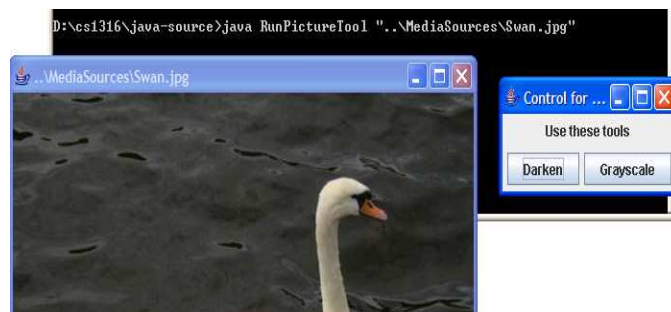 D:\cs1316\java-source>java RunPictureTool "..\MediaSources\Swan.jpg"
..\MediaSources\Swan.jpg
Control for ...
Use these tools
Darken
Grayscale